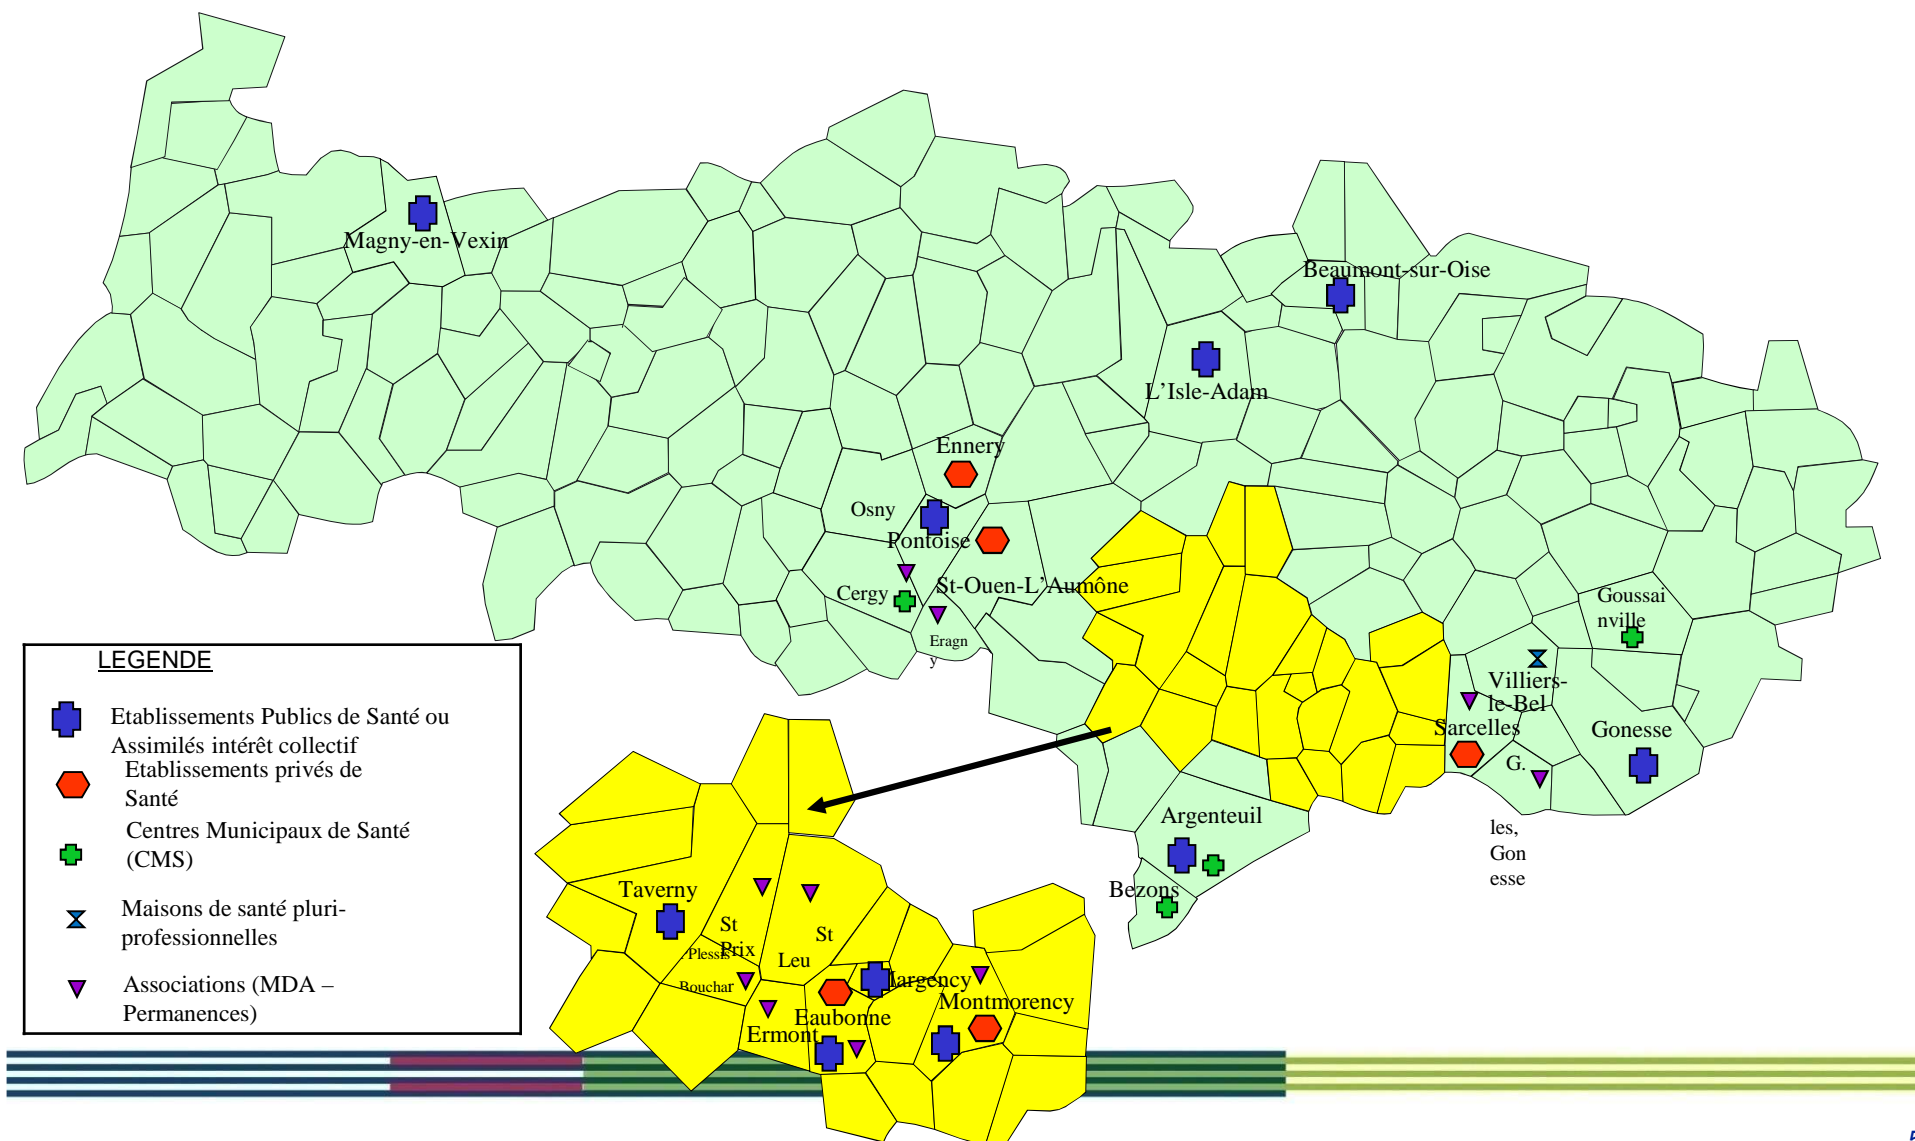 Magny-en-Vexin
Beaumont-sur-Oise
L’Isle-Adam
Ennery
Osny
Pontoise
St-Ouen-L’Aumône
Cergy
Eragn
y
Goussai
nville
Villiers-
le-Bel
Sarcelles
Gonesse
G.
les,
Gon
esse
Argenteuil
Bezons
LEGENDE
Etablissements Publics de Santé ou
Assimilés intérêt collectif
Etablissements privés de
Santé
Centres Municipaux de Santé
(CMS)
Maisons de santé pluri-
professionnelles
Associations (MDA –
Permanences)
Taverny
St
Prix
Plessis
Bouchar
St
Leu
Margency
Montmorency
Eaubonne
Ermont